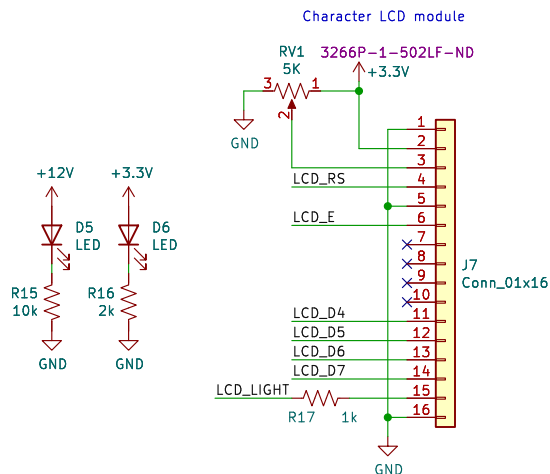 Character LCD module
RV1
3266P-1-502LF-ND
5K
+3.3V
3
1
2
GND
1
2
3
LCD_RS
4
5
LCD_E
6
7
8
9
10
LCD_D4
11
LCD_D5
12
LCD_D6
13
LCD_D7
14
LCD_LIGHT
15
R17
1k
16
GND
J7
Conn_01x16
+12V
+3.3V
D5
LED
D6
LED
R15
10k
R16
2k
GND
GND